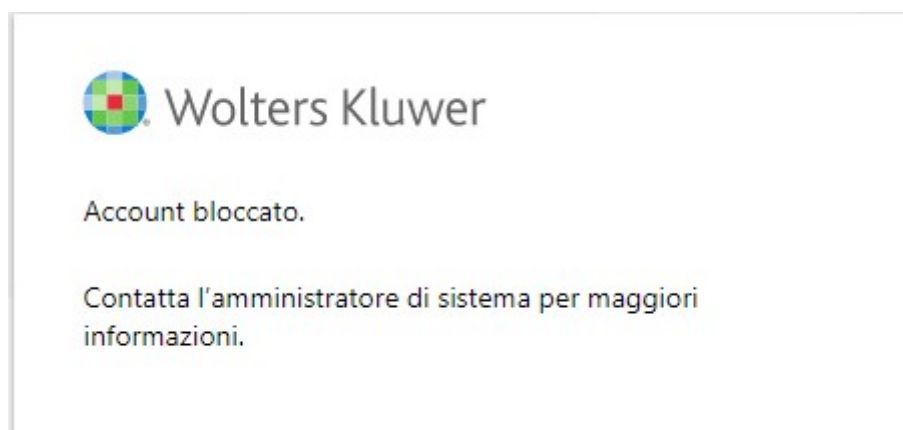 Wolters Kluwer
Account bloccato.
Contatta l’amministratore di sistema per maggiori
informazioni.